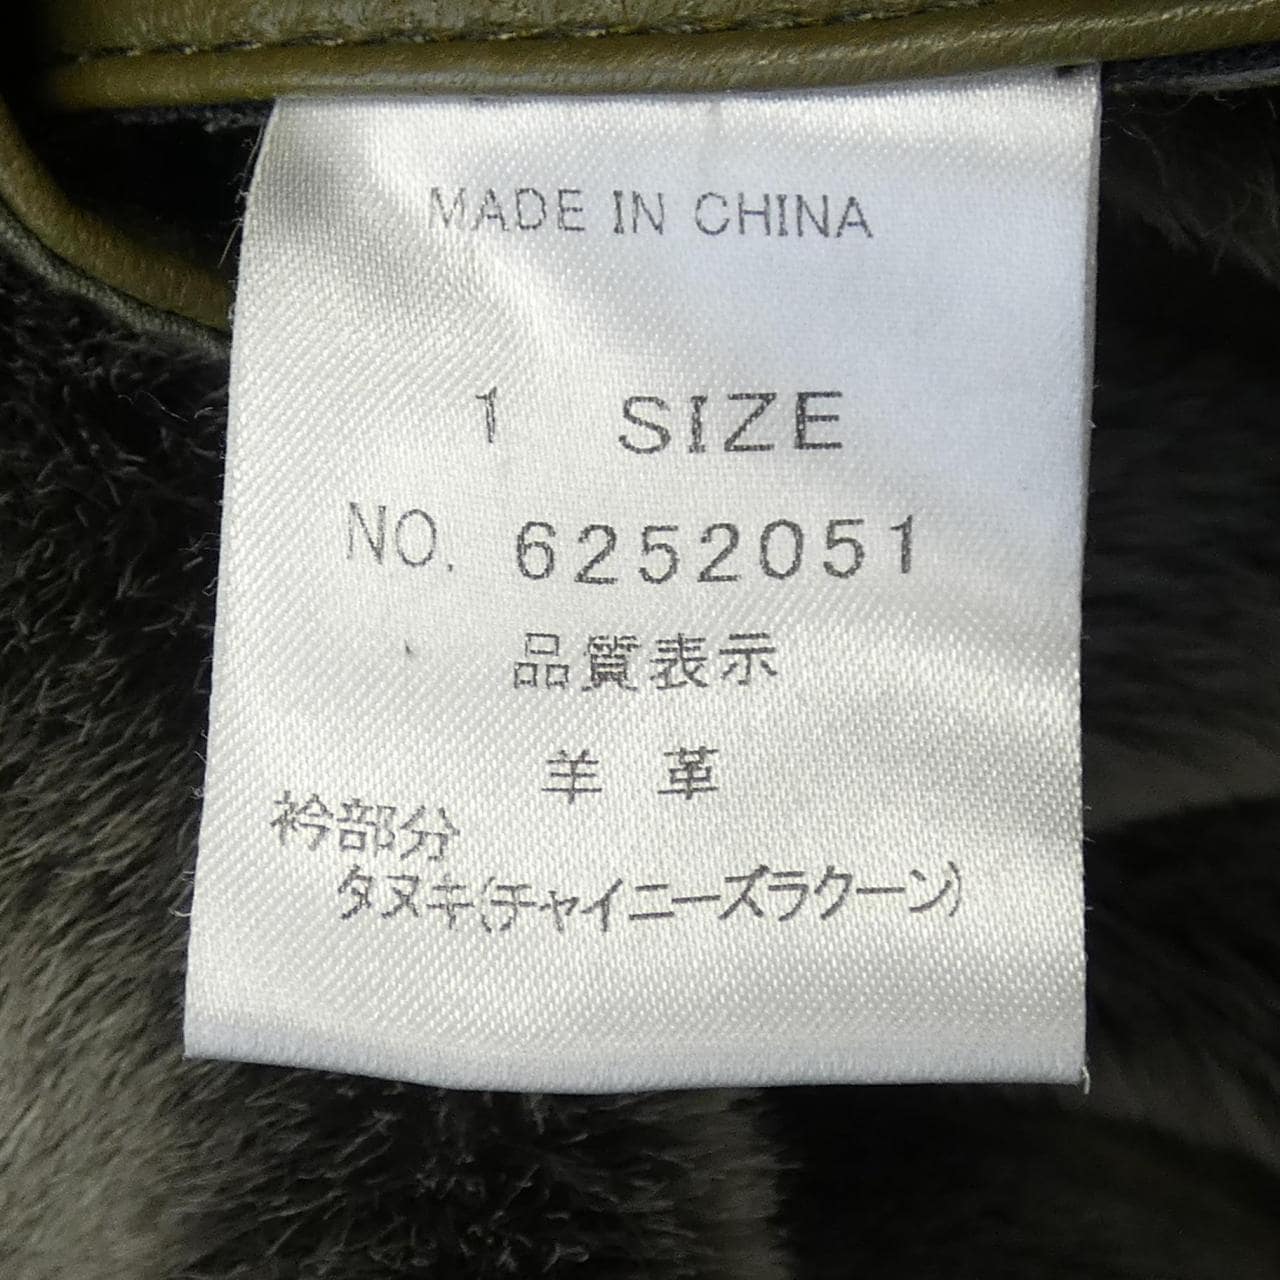 MADE IN CHINA
1 SIZE
NO. 6252051
品質表示
羊 革
衿部分
タヌキ(チャイニーズラクーン)